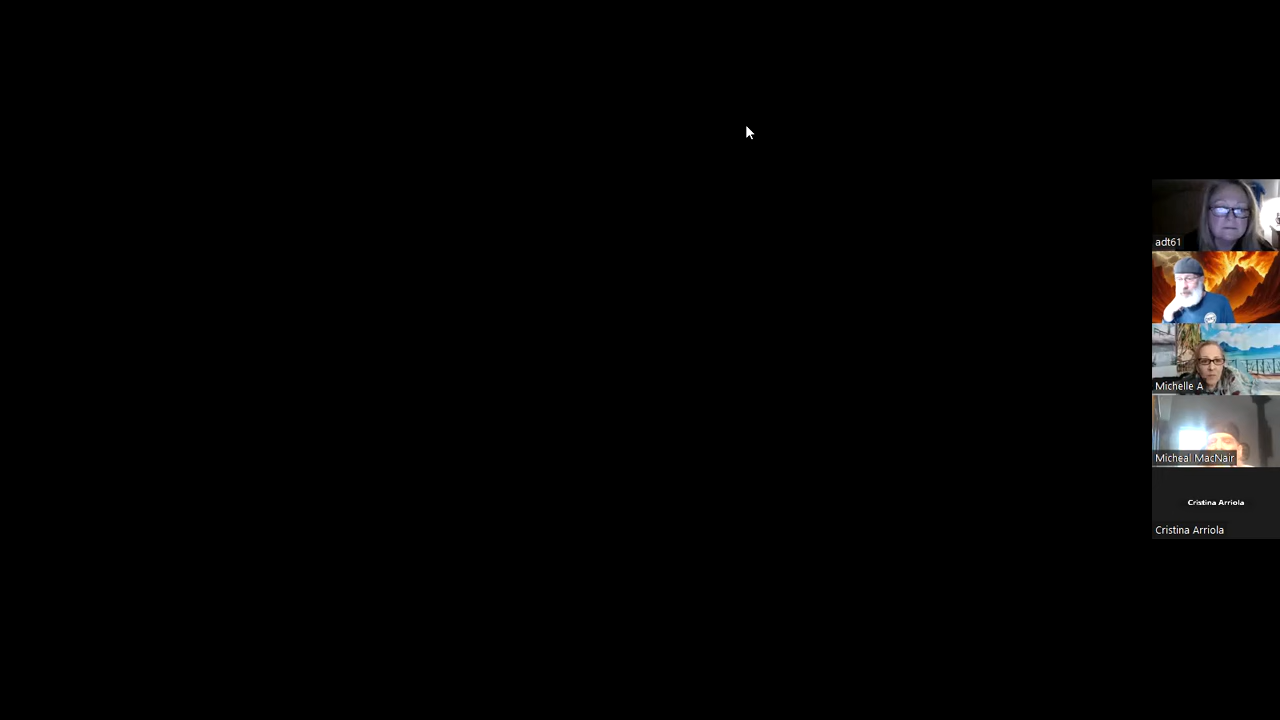 adt61
Michelle A
Micheal MacNair
Cristina Arriola
Cristina Arriola